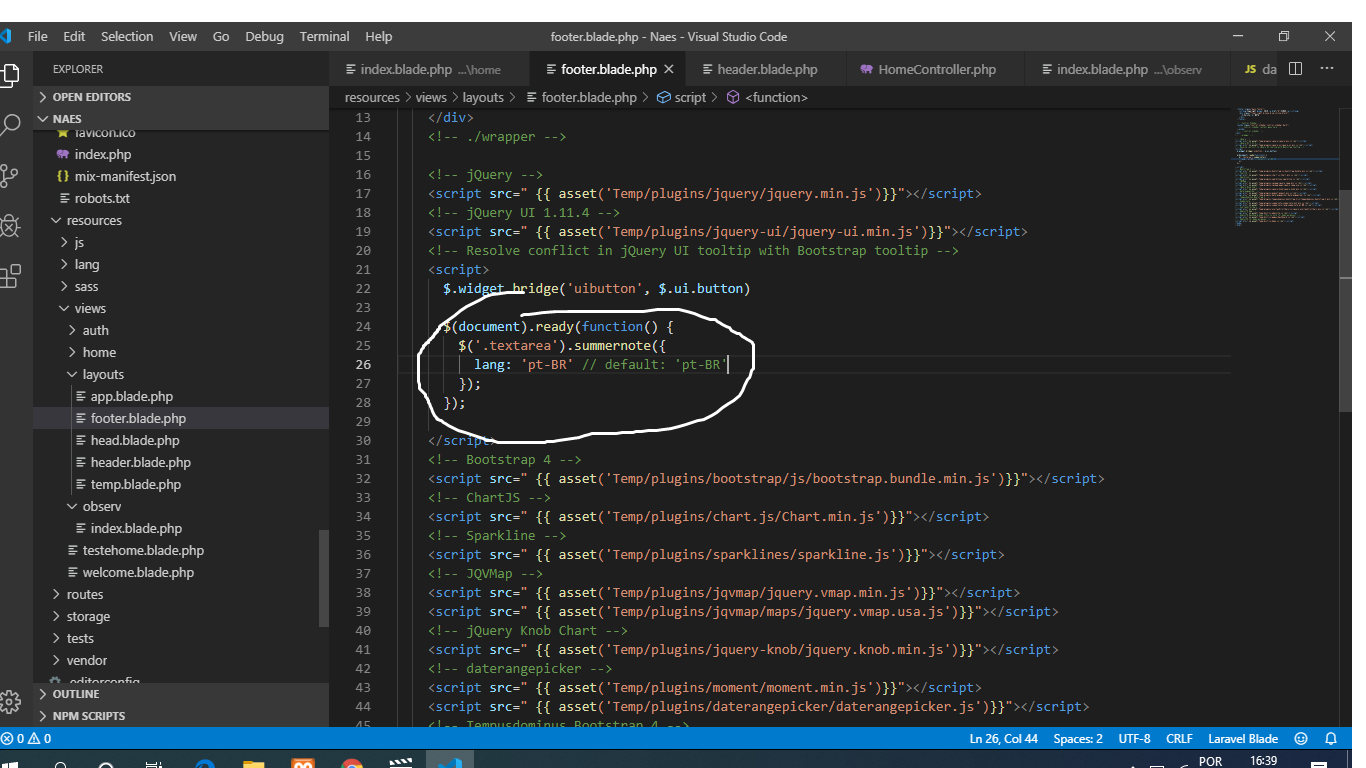 File Edit Selection View Go Debug Terminal Help footer.blade.php - Naes - Visual Studio Code
EXPLORER
OPEN EDITORS
NAES
favicon.ico
index.php
mix-manifest.json
robots.txt
resources
js
lang
sass
views
auth
home
layouts
app.blade.php
footer.blade.php
head.blade.php
header.blade.php
temp.blade.php
observ
index.blade.php
testehome.blade.php
welcome.blade.php
routes
storage
tests
vendor
.editorconfig
OUTLINE
NPM SCRIPTS
index.blade.php ...\home footer.blade.php header.blade.php HomeController.php index.blade.php ...\observ JS da
resources > views > layouts > footer.blade.php > script > <function>
13 </div>
14 <!-- ./wrapper -->
15
16 <!-- jQuery -->
17 <script src=" {{ asset('Temp/plugins/jquery/jquery.min.js')}}"></script>
18 <!-- jQuery UI 1.11.4 -->
19 <script src=" {{ asset('Temp/plugins/jquery-ui/jquery-ui.min.js')}}"></script>
20 <!-- Resolve conflict in jQuery UI tooltip with Bootstrap tooltip -->
21 <script>
22 $.widget.bridge('uibutton', $.ui.button)
23
24 $(document).ready(function() {
25 $('.textarea').summernote({
26 lang: 'pt-BR' // default: 'pt-BR'
27 });
28 });
29
30 </script>
31 <!-- Bootstrap 4 -->
32 <script src=" {{ asset('Temp/plugins/bootstrap/js/bootstrap.bundle.min.js')}}"></script>
33 <!-- ChartJS -->
34 <script src=" {{ asset('Temp/plugins/chart.js/Chart.min.js')}}"></script>
35 <!-- Sparkline -->
36 <script src=" {{ asset('Temp/plugins/sparklines/sparkline.js')}}"></script>
37 <!-- JQVMap -->
38 <script src=" {{ asset('Temp/plugins/jqvmap/jquery.vmap.min.js')}}"></script>
39 <script src=" {{ asset('Temp/plugins/jqvmap/maps/jquery.vmap.usa.js')}}"></script>
40 <!-- jQuery Knob Chart -->
41 <script src=" {{ asset('Temp/plugins/jquery-knob/jquery.knob.min.js')}}"></script>
42 <!-- daterangepicker -->
43 <script src=" {{ asset('Temp/plugins/moment/moment.min.js')}}"></script>
44 <script src=" {{ asset('Temp/plugins/daterangepicker/daterangepicker.js')}}"></script>
45 <!-- Tempusdominus Bootstrap 4 -->
0 0 Ln 26, Col 44 Spaces: 2 UTF-8 CRLF Laravel Blade
POR 16:39